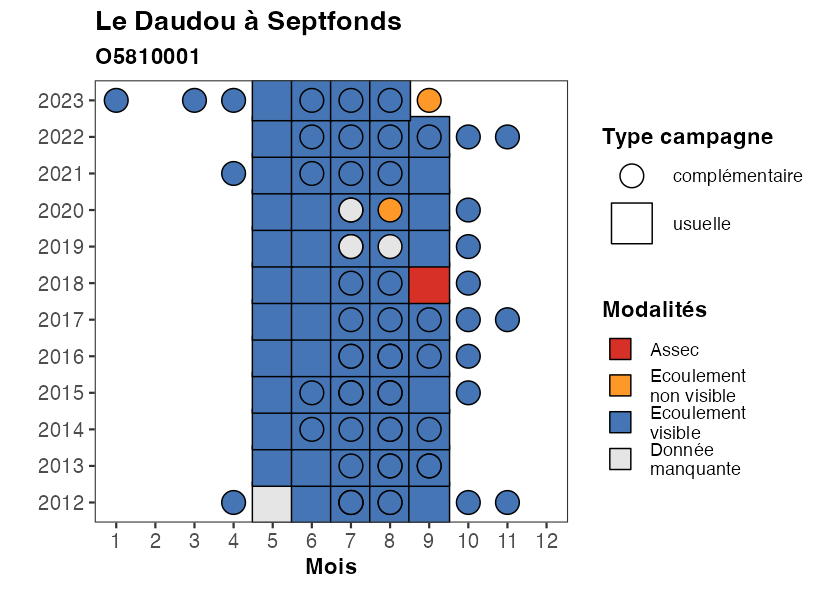 Le Daudou à Septfonds
O5810001
2023
2022
2021
2020
2019
2018
2017
2016
2015
2014
2013
2012
1 2 3 4 5 6 7 8 9 10 11 12
Mois
Type campagne
complémentaire
usuelle
Modalités
Assec
Ecoulement
non visible
Ecoulement
visible
Donnée
manquante